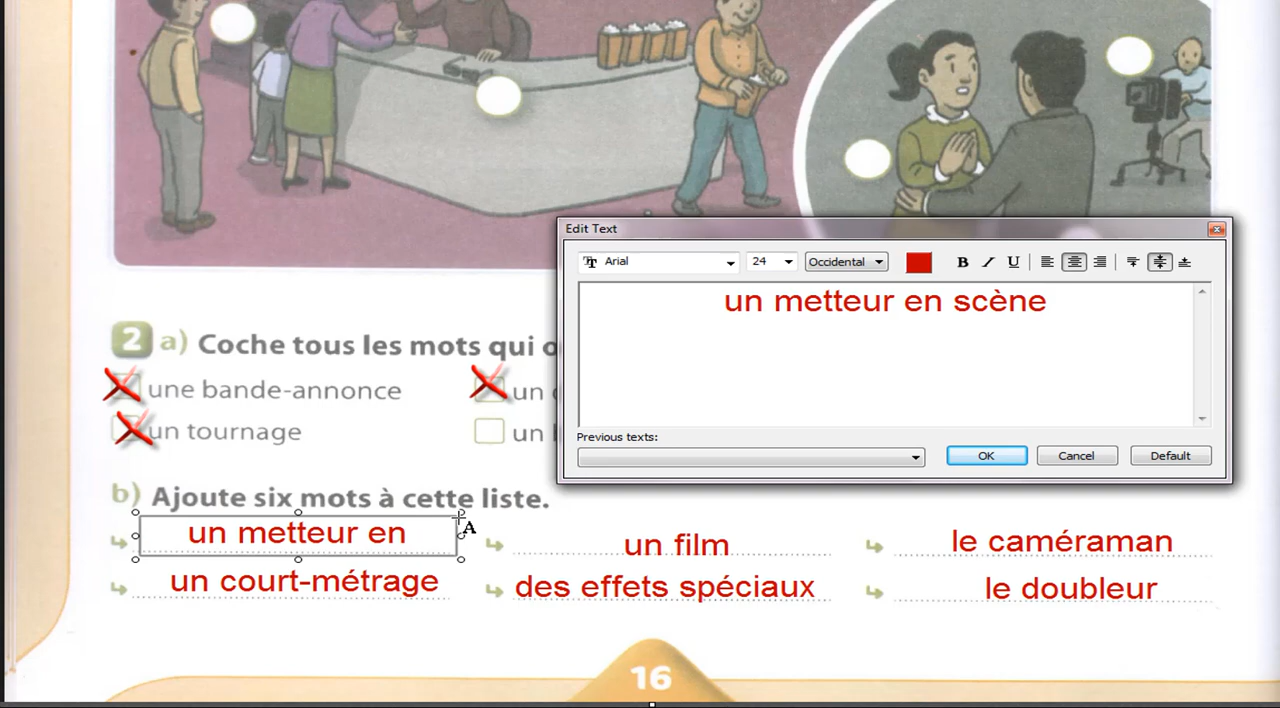 Edit Text
Arial 24 Occidental B I U
un metteur en scène
2 a) Coche tous les mots qui
une bande-annonce un
un tournage un
Previous texts:
OK Cancel Default
b) Ajoute six mots à cette liste.
un metteur en un film le caméraman
un court-métrage des effets spéciaux le doubleur
16